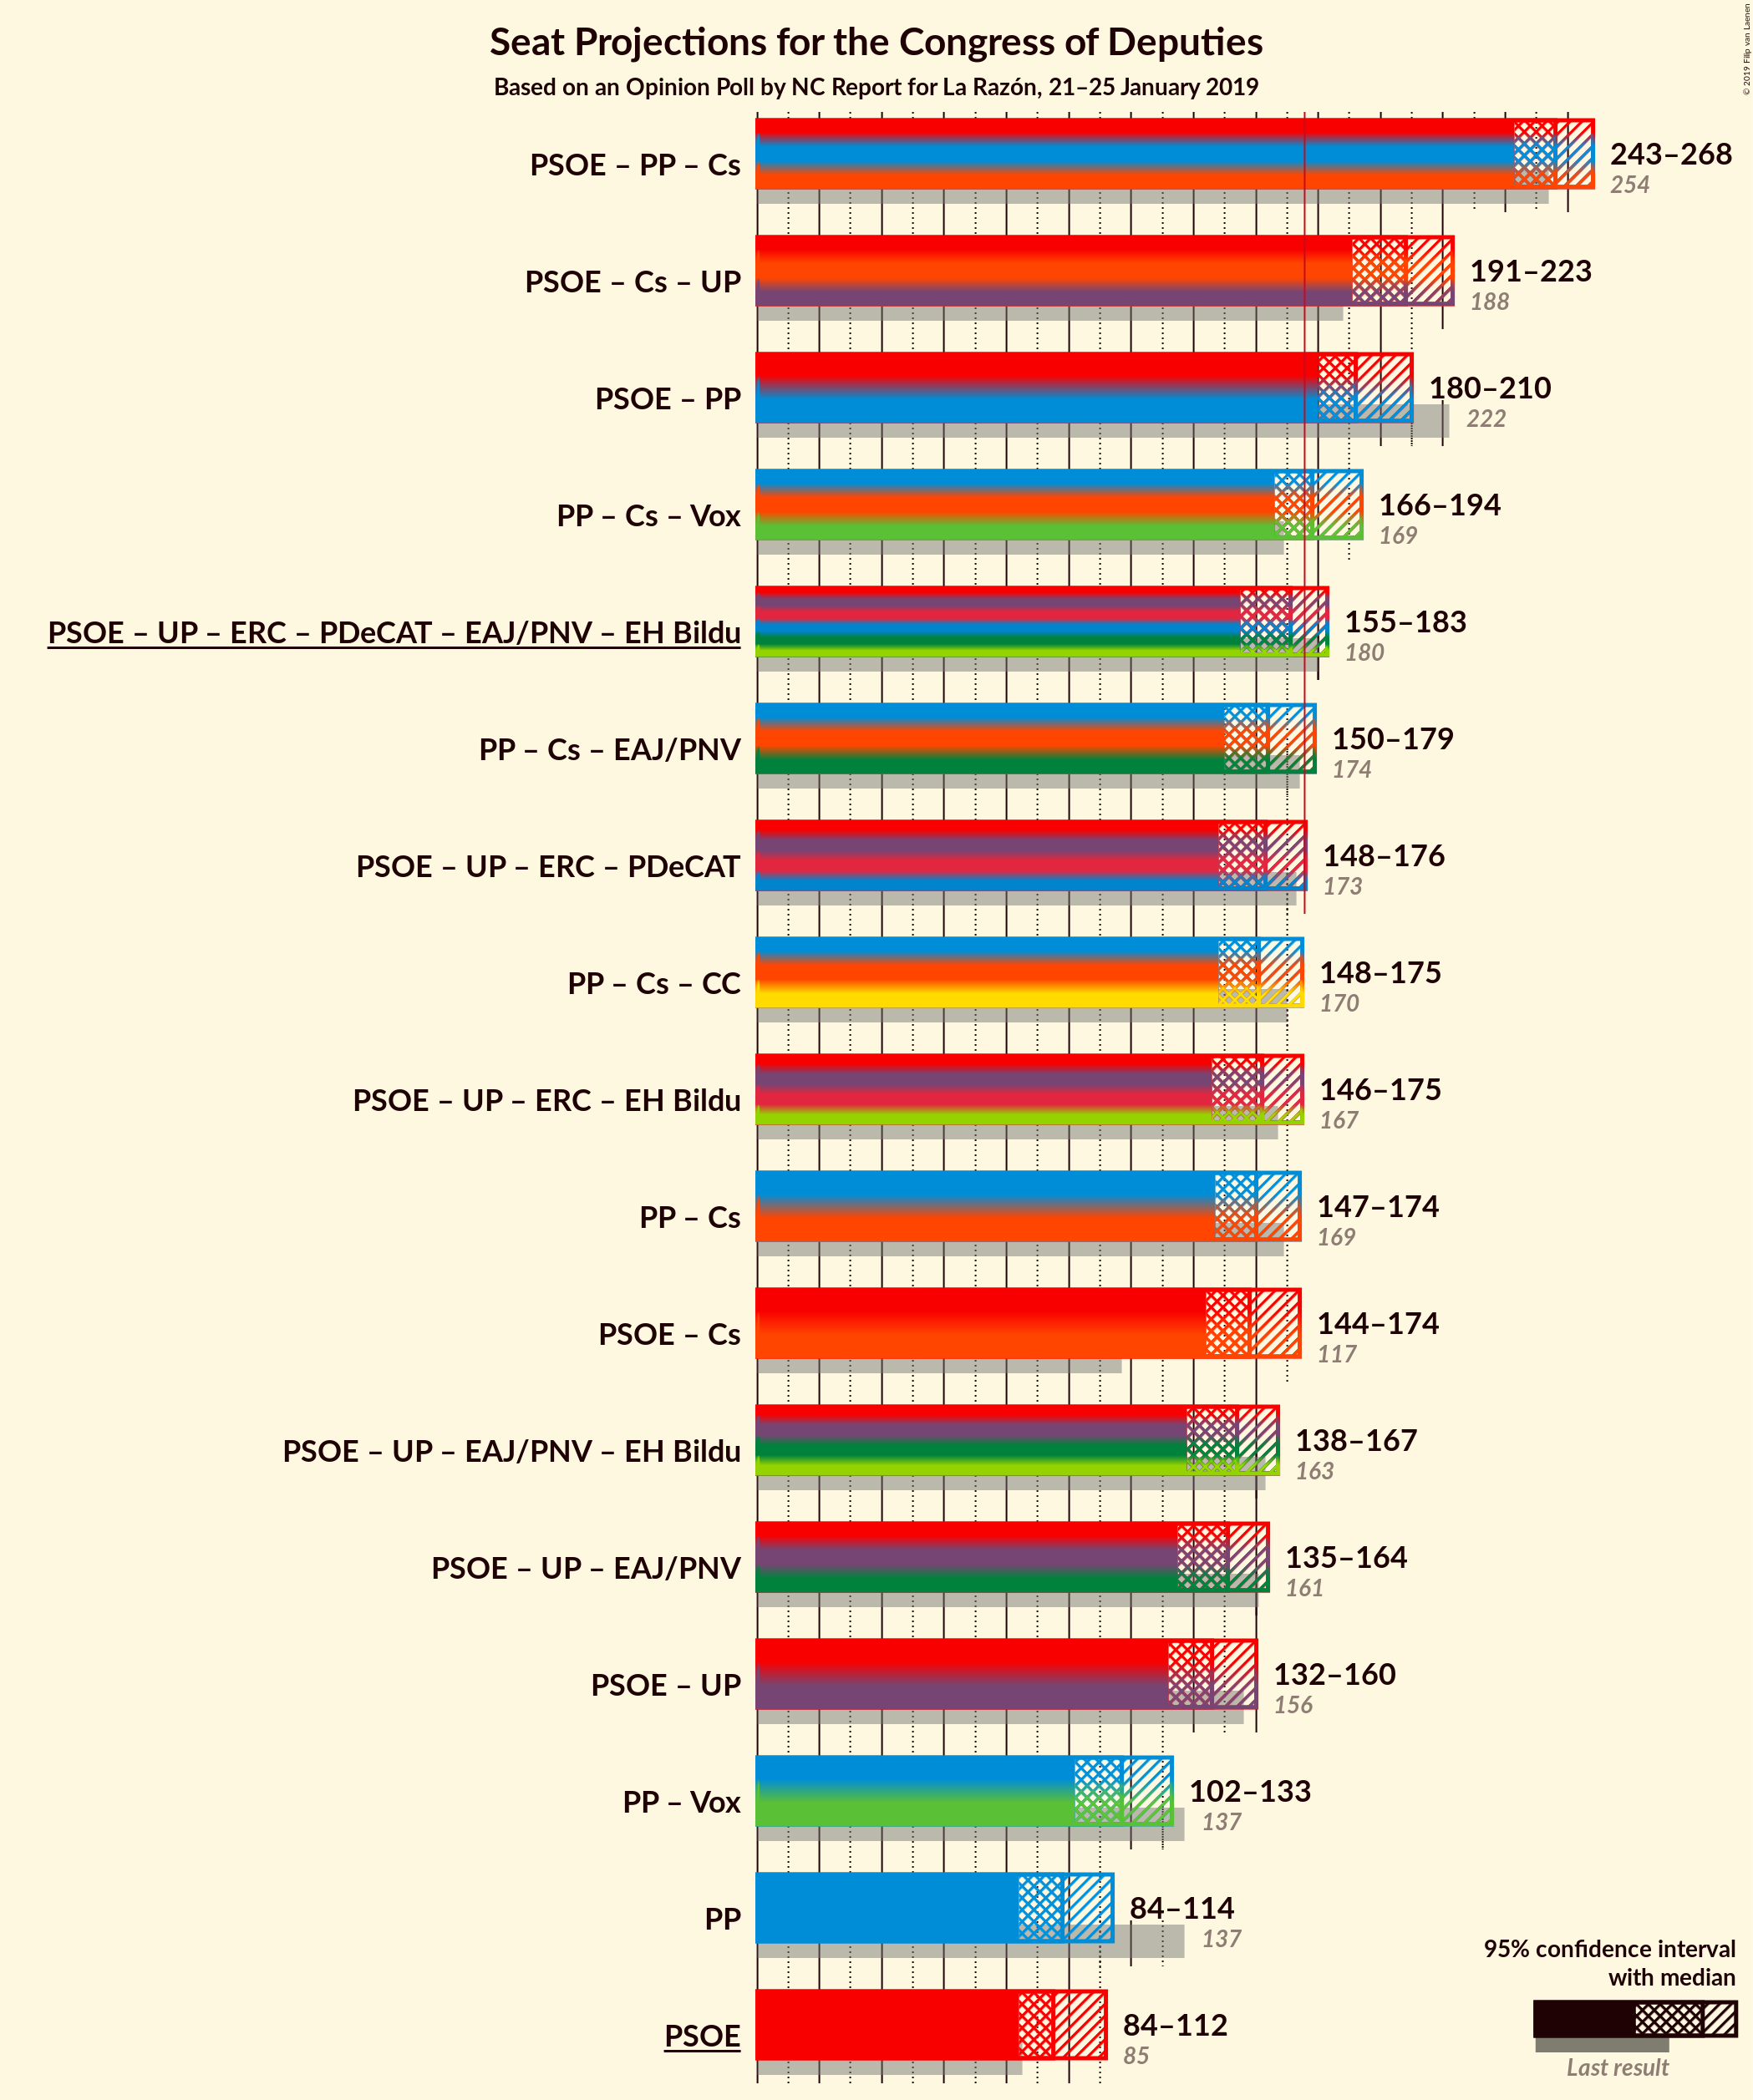 Seat Projections for the Congress of Deputies
Based on an Opinion Poll by NC Report for La Razón, 21–25 January 2019
© 2019 Filip van Laenen
PSOE – PP – Cs
243–268
254
PSOE – Cs – UP
191–223
188
PSOE – PP
180–210
222
PP – Cs – Vox
166–194
169
PSOE – UP – ERC – PDeCAT – EAJ/PNV – EH Bildu
155–183
180
PP – Cs – EAJ/PNV
150–179
174
PSOE – UP – ERC – PDeCAT
148–176
173
PP – Cs – CC
148–175
170
PSOE – UP – ERC – EH Bildu
146–175
167
PP – Cs
147–174
169
PSOE – Cs
144–174
117
PSOE – UP – EAJ/PNV – EH Bildu
138–167
163
PSOE – UP – EAJ/PNV
135–164
161
PSOE – UP
132–160
156
PP – Vox
102–133
137
PP
84–114
137
PSOE
84–112
85
95% confidence interval
with median
Last result